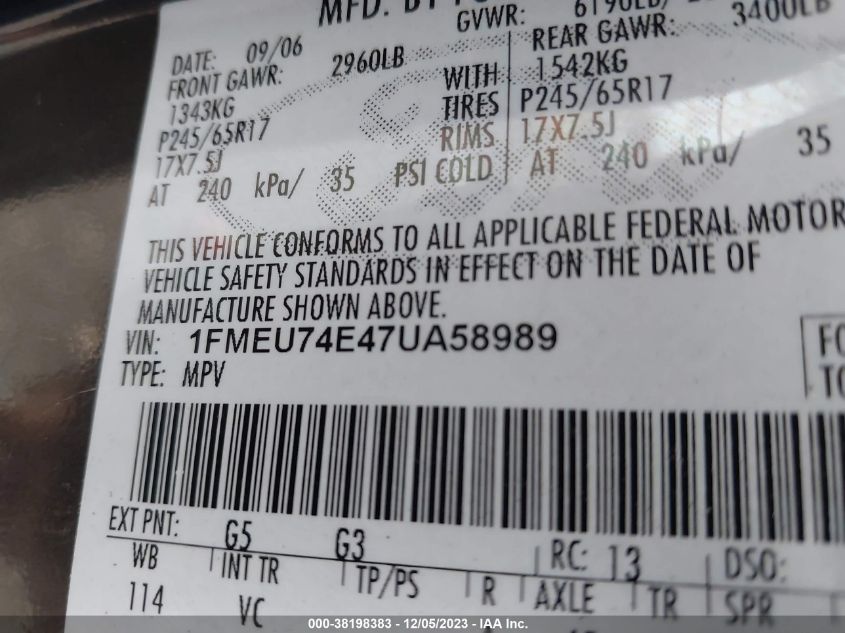 MFD. BY
GVWR: 6190LB/
DATE: 09/06
FRONT GAWR: 2960LB
REAR GAWR: 3400LB
1343KG WITH 1542KG
P245/65R17 TIRES P245/65R17
17X7.5J RIMS 17X7.5J
AT 240 kPa/ 35 PSI COLD AT 240 kPa/ 35
THIS VEHICLE CONFORMS TO ALL APPLICABLE FEDERAL MOTOR
VEHICLE SAFETY STANDARDS IN EFFECT ON THE DATE OF
MANUFACTURE SHOWN ABOVE.
VIN: 1FMEU74E47UA58989
TYPE: MPV
EXT PNT: G5 G3 RC: 13 DSO:
WB INT TR TP/PS R AXLE TR SPR
114 VC
000-38198383 - 12/05/2023 - IAA Inc.